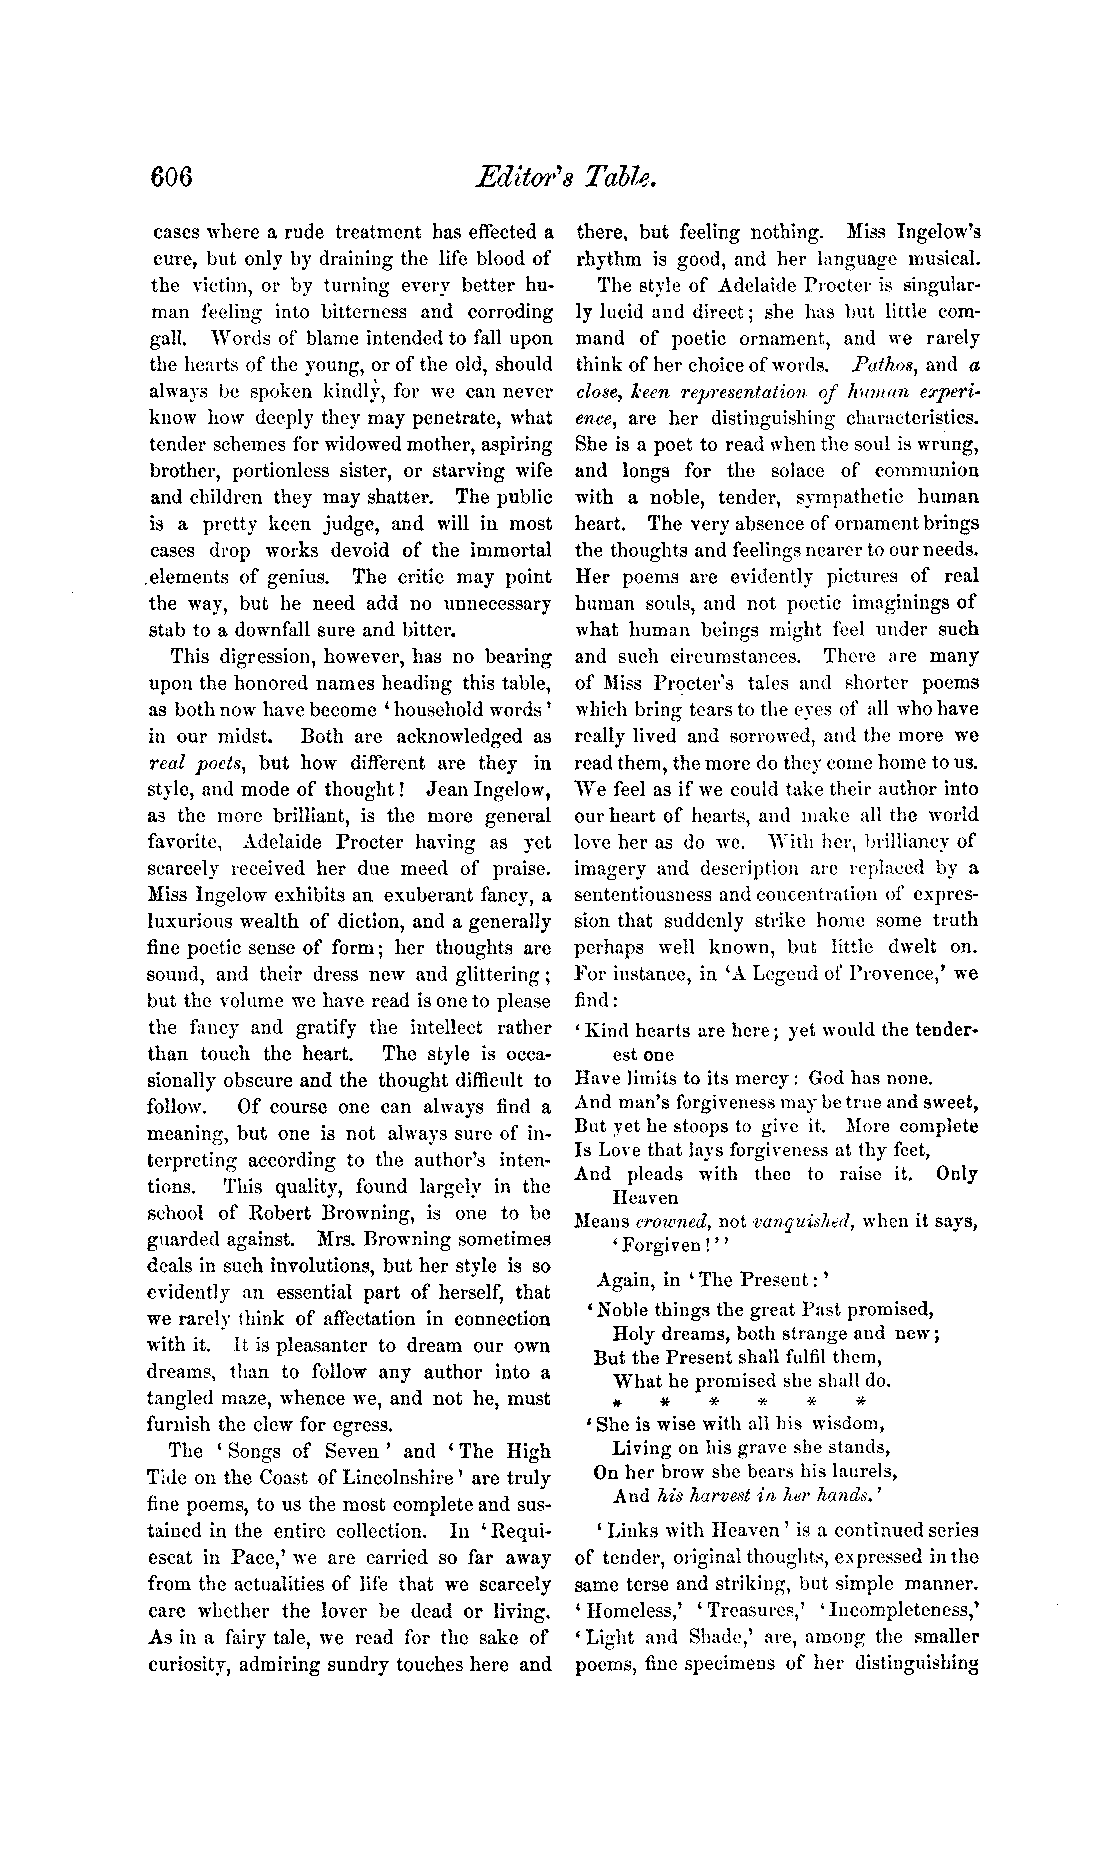 606
Editor's Table.
cases where a rude treatment has effected a
cure, but only by draining the life blood of
the victim, or by turning every better hu-
man feeling into bitterness and corroding
gall. Words of blame intended to fall upon
the hearts of the young, or of the old, should
always be spoken kindly, for we can never
know how deeply they may penetrate, what
tender schemes for widowed mother, aspiring
brother, portionless sister, or starving wife
and children they may shatter. The public
is a pretty keen judge, and will in most
cases drop works devoid of the immortal
elements of genius. The critic may point
the way, but he need add no unnecessary
stab to a downfall sure and bitter.
This digression, however, has no bearing
upon the honored names heading this table,
as both now have become 'household words'
in our midst. Both are acknowledged as
real poets, but how different are they in
style, and mode of thought! Jean Ingelow,
as the more brilliant, is the more general
favorite, Adelaide Procter having as yet
scarcely received her due meed of praise.
Miss Ingelow exhibits an exuberant fancy, a
luxurious wealth of diction, and a generally
fine poetic sense of form; her thoughts are
sound, and their dress new and glittering;
but the volume we have read is one to please
the fancy and gratify the intellect rather
than touch the heart. The style is occa-
sionally obscure and the thought difficult to
follow. Of course one can always find a
meaning, but one is not always sure of in-
terpreting according to the author's inten-
tions. This quality, found largely in the
school of Robert Browning, is one to be
guarded against. Mrs. Browning sometimes
deals in such involutions, but her style is so
evidently an essential part of herself, that
we rarely think of affectation in connection
with it. It is pleasanter to dream our own
dreams, than to follow any author into a
tangled maze, whence we, and not he, must
furnish the clew for egress.
The 'Songs of Seven' and 'The High
Tide on the Coast of Lincolnshire' are truly
fine poems, to us the most complete and sus-
tained in the entire collection. In 'Requi-
escat in Pace,' we are carried so far away
from the actualities of life that we scarcely
care whether the lover be dead or living.
As in a fairy tale, we read for the sake of
curiosity, admiring sundry touches here and
there, but feeling nothing. Miss Ingelow's
rhythm is good, and her language musical.
The style of Adelaide Procter is singular-
ly lucid and direct; she has but little com-
mand of poetic ornament, and we rarely
think of her choice of words. Pathos, and a
close, keen representation of human experi-
ence, are her distinguishing characteristics.
She is a poet to read when the soul is wrung,
and longs for the solace of communion
with a noble, tender, sympathetic human
heart. The very absence of ornament brings
the thoughts and feelings nearer to our needs.
Her poems are evidently pictures of real
human souls, and not poetic imaginings of
what human beings might feel under such
and such circumstances. There are many
of Miss Procter's tales and shorter poems
which bring tears to the eyes of all who have
really lived and sorrowed, and the more we
read them, the more do they come home to us.
We feel as if we could take their author into
our heart of hearts, and make all the world
love her as do we. With her, brilliancy of
imagery and description are replaced by a
sententiousness and concentration of expres-
sion that suddenly strike home some truth
perhaps well known, but little dwelt on.
For instance, in 'A Legend of Provence,' we
find:
'Kind hearts are here; yet would the tender-
est one
Have limits to its mercy: God has none.
And man's forgiveness may be true and sweet,
But yet he stoops to give it. More complete
Is Love that lays forgiveness at thy feet,
And pleads with thee to raise it. Only
Heaven
Means crowned, not vanquished, when it says,
'Forgiven!''
Again, in 'The Present:'
'Noble things the great Past promised,
Holy dreams, both strange and new;
But the Present shall fulfil them,
What he promised she shall do.
* * * * * *
'She is wise with all his wisdom,
Living on his grave she stands,
On her brow she bears his laurels,
And his harvest in her hands.'
'Links with Heaven' is a continued series
of tender, original thoughts, expressed in the
same terse and striking, but simple manner.
'Homeless,' 'Treasures,' 'Incompleteness,'
'Light and Shade,' are, among the smaller
poems, fine specimens of her distinguishing